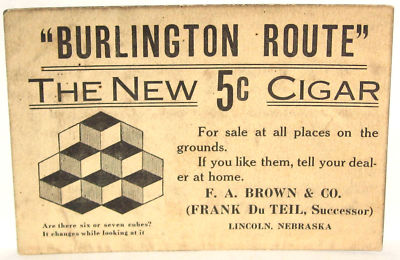 "BURLINGTON ROUTE"
THE NEW 5c CIGAR
For sale at all places on the
grounds.
If you like them, tell your deal-
er at home.
F. A. BROWN & CO.
(FRANK Du TEIL, Successor)
LINCOLN, NEBRASKA
Are there six or seven cubes?
It changes while looking at it